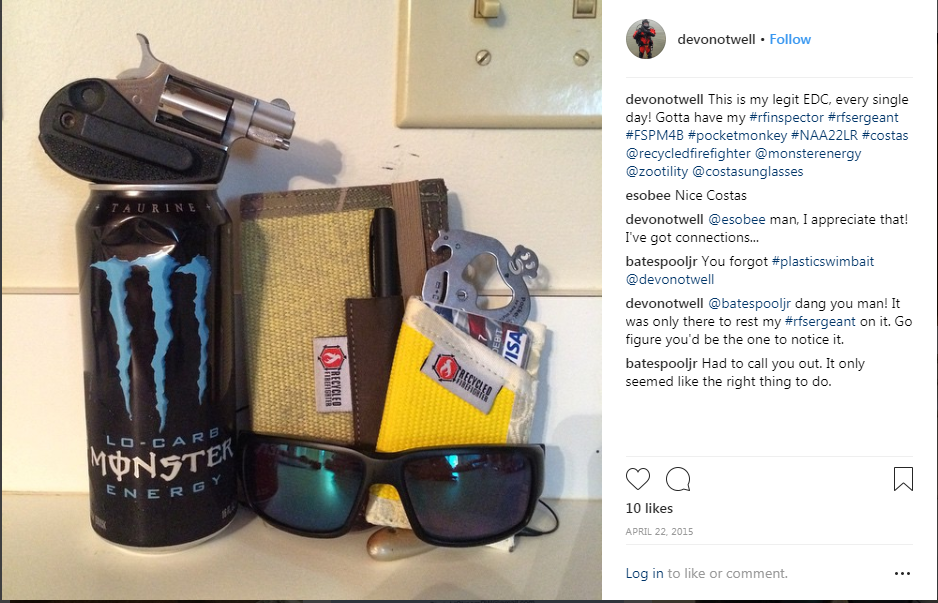 TAURINE
LO-CARB
MONSTER
ENERGY
RECYCLED
FIREFIGHTER
RECYCLED
FIREFIGHTER
DEBIT
VISA
devonotwell • Follow
devonotwell This is my legit EDC, every single
day! Gotta have my #rfinspector #rfsergeant
#FSPM4B #pocketmonkey #NAA22LR #costas
@recycledfirefighter @monsterenergy
@zootility @costasunglasses
esobee Nice Costas
devonotwell @esobee man, I appreciate that!
I've got connections...
batespooljr You forgot #plasticswimbait
@devonotwell
devonotwell @batespooljr dang you man! It
was only there to rest my #rfsergeant on it. Go
figure you'd be the one to notice it.
batespooljr Had to call you out. It only
seemed like the right thing to do.
10 likes
APRIL 22, 2015
Log in to like or comment.